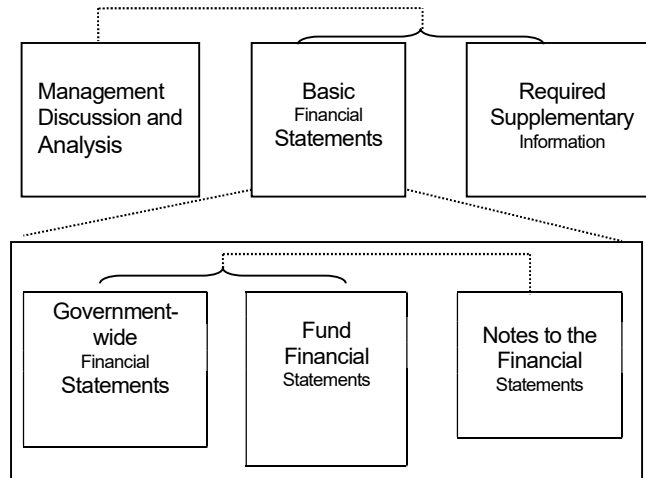 Management
Discussion and
Analysis
Basic
Financial
Statements
Required
Supplementary
Information
Government-
wide
Financial
Statements
Fund
Financial
Statements
Notes to the
Financial
Statements